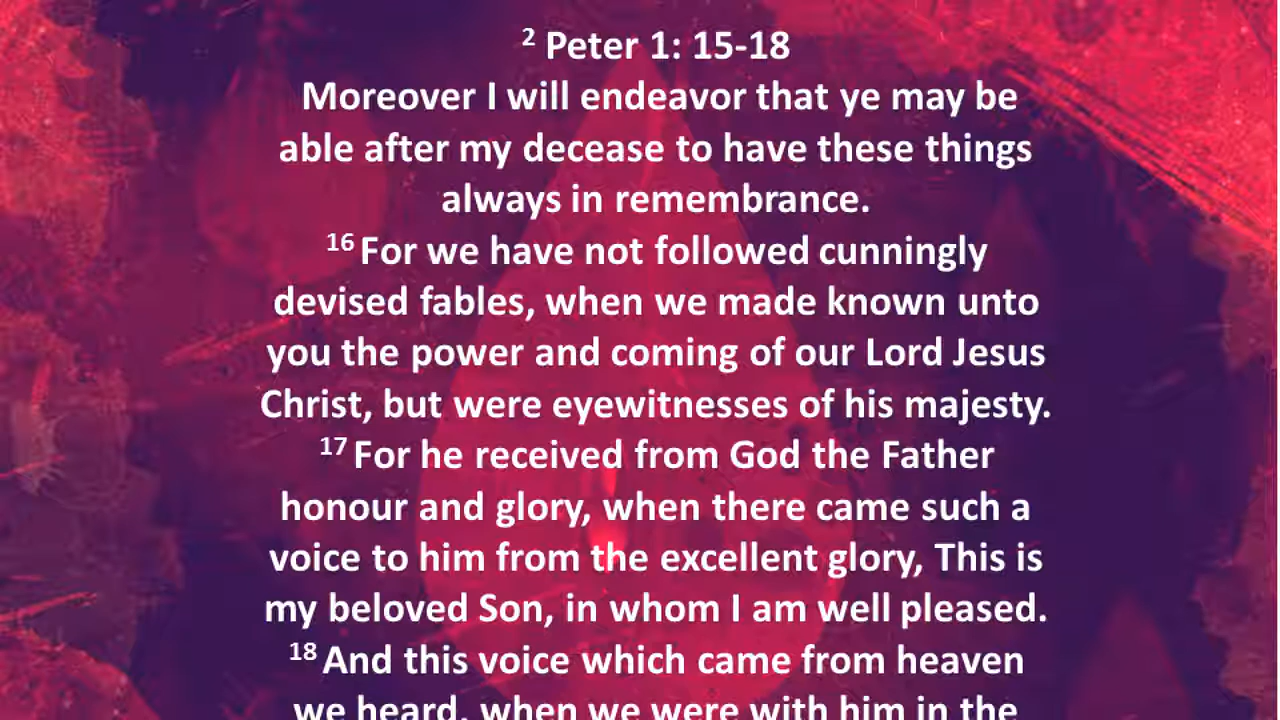 2 Peter 1: 15-18
Moreover I will endeavor that ye may be
able after my decease to have these things
always in remembrance.
16 For we have not followed cunningly
devised fables, when we made known unto
you the power and coming of our Lord Jesus
Christ, but were eyewitnesses of his majesty.
17 For he received from God the Father
honour and glory, when there came such a
voice to him from the excellent glory, This is
my beloved Son, in whom I am well pleased.
18 And this voice which came from heaven
we heard, when we were with him in the